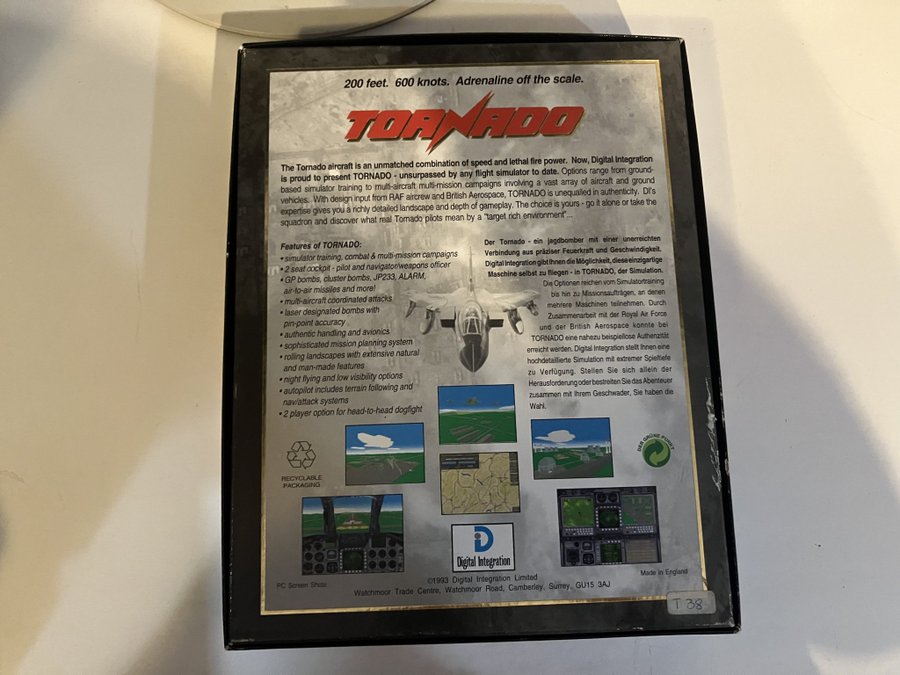 200 feet. 600 knots. Adrenaline off the scale.
TORNADO
The Tornado aircraft is an unmatched combination of speed and lethal fire power. Now, Digital Integration
is proud to present TORNADO - unsurpassed by any flight simulator to date. Options range from ground-
based simulator training to multi-aircraft multi-mission campaigns involving a vast array of aircraft and ground
vehicles. With design input from RAF aircrew and British Aerospace, TORNADO is unequalled in authenticity. DI's
expertise gives you a richly detailed landscape and depth of gameplay. The choice is yours - go it alone or take the
squadron and discover what real Tornado pilots mean by a "target rich environment"...
Features of TORNADO:
• simulator training, combat & multi-mission campaigns
• 2 seat cockpit - pilot and navigator/weapons officer
• GP bombs, cluster bombs, JP233, ALARM,
air-to-air missiles and more!
• multi-aircraft coordinated attacks
• laser designated bombs with
pin-point accuracy
• authentic handling and avionics
• sophisticated mission planning system
• rolling landscapes with extensive natural
and man-made features
• night flying and low visibility options
• autopilot includes terrain following and
nav/attack systems
• 2 player option for head-to-head dogfight
Der Tornado - ein jagdbomber mit einer unerreichten
Verbindung aus präziser Feuerkraft und Geschwindigkeit.
Digital Integration gibt Ihnen die Möglichkeit, diese einzigartige
Maschine selbst zu fliegen - in TORNADO, der Simulation.
Die Optionen reichen vom Simulatortraining
bis hin zu Missionsaufträgen, an denen
mehrere Maschinen teilnehmen. Durch
Zusammenarbeit mit der Royal Air Force
und der British Aerospace konnte bei
TORNADO eine nahezu beispiellose Authenzität
erreicht werden. Digital Integration stellt Ihnen eine
hochdetaillierte Simulation mit extremer Spieltiefe
zu Verfügung. Stellen Sie sich allein der
Herausforderung oder bestreiten Sie das Abenteuer
zusammen mit Ihrem Geschwader, Sie haben die
Wahl.
RECYCLABLE
PACKAGING
DER GRÜNE PUNKT
Digital Integration
PC Screen Shots
Made in England
©1993 Digital Integration Limited
Watchmoor Trade Centre, Watchmoor Road, Camberley, Surrey, GU15 3AJ
T 38